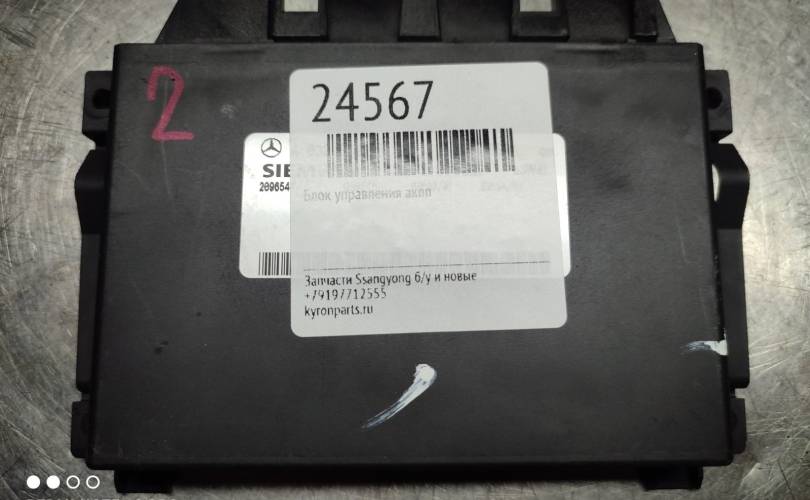 2
24567
SIE
209654
Блок управления акпп
Запчасти Ssangyong б/у и новые
+79197712555
kyronparts.ru